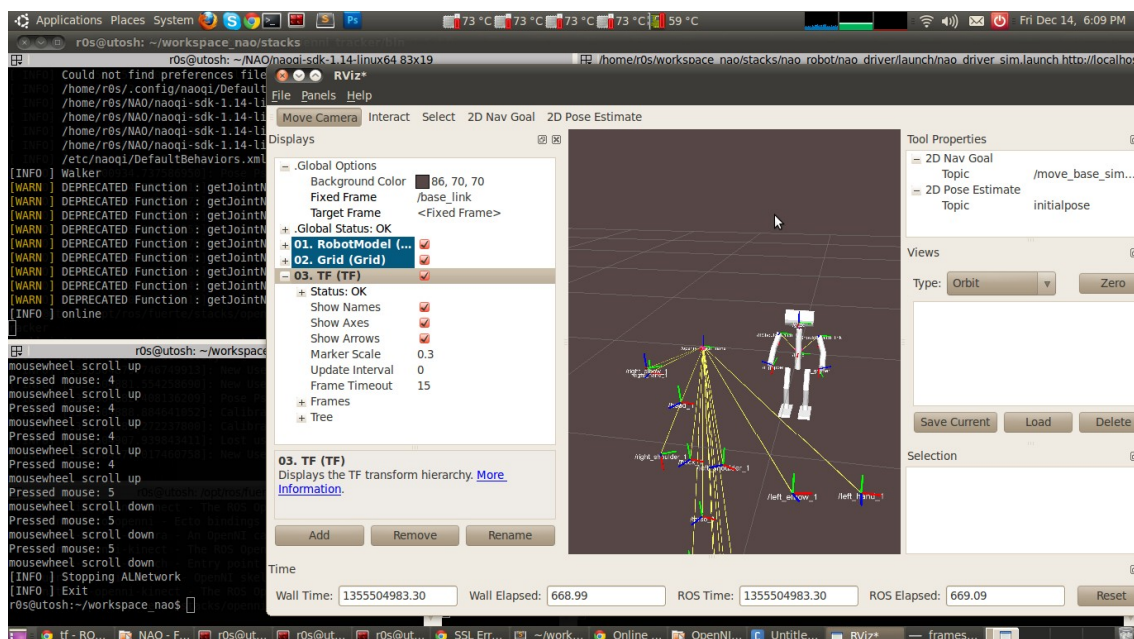 Applications Places System
73 °C 73 °C 73 °C 73 °C 59 °C
Fri Dec 14, 6:09 PM
r0s@utosh: ~/workspace_nao/stacks
r0s@utosh: ~/NAO/naoqi-sdk-1.14-linux64 83x19
/home/r0s/workspace_nao/stacks/nao_robot/nao_driver/launch/nao_driver_sim.launch http://localhos
INFO] Could not find preferences file
/home/r0s/.config/naoqi/Default
/home/r0s/NAO/naoqi-sdk-1.14-li
/home/r0s/NAO/naoqi-sdk-1.14-li
/home/r0s/NAO/naoqi-sdk-1.14-li
/home/r0s/NAO/naoqi-sdk-1.14-li
/etc/naoqi/DefaultBehaviors.xml
[INFO ] Walker
[WARN ] DEPRECATED Function : getJointN
[WARN ] DEPRECATED Function : getJointN
[WARN ] DEPRECATED Function : getJointN
[WARN ] DEPRECATED Function : getJointN
[WARN ] DEPRECATED Function : getJointN
[WARN ] DEPRECATED Function : getJointN
[WARN ] DEPRECATED Function : getJointN
[WARN ] DEPRECATED Function : getJointN
[WARN ] DEPRECATED Function : getJointN
[INFO ] online
r0s@utosh: ~/workspace
mousewheel scroll up
Pressed mouse: 4
mousewheel scroll up
Pressed mouse: 4
mousewheel scroll up
Pressed mouse: 4
mousewheel scroll up
Pressed mouse: 4
mousewheel scroll up
Pressed mouse: 5
mousewheel scroll down
Pressed mouse: 5
mousewheel scroll down
Pressed mouse: 5
mousewheel scroll down
[INFO ] Stopping ALNetwork
[INFO ] Exit
r0s@utosh:~/workspace_nao$
RViz*
File Panels Help
Move Camera Interact Select 2D Nav Goal 2D Pose Estimate
Displays
.Global Options
Background Color 86, 70, 70
Fixed Frame /base_link
Target Frame <Fixed Frame>
.Global Status: OK
01. RobotModel (...
02. Grid (Grid)
03. TF (TF)
Status: OK
Show Names
Show Axes
Show Arrows
Marker Scale 0.3
Update Interval 0
Frame Timeout 15
Frames
Tree
03. TF (TF)
Displays the TF transform hierarchy. More
Information.
Add Remove Rename
/head_1
/left_elbow_1
/left_hand_1
Tool Properties
2D Nav Goal
Topic /move_base_sim...
2D Pose Estimate
Topic initialpose
Views
Type: Orbit Zero
Save Current Load Delete
Selection
Time
Wall Time: 1355504983.30 Wall Elapsed: 668.99 ROS Time: 1355504983.30 ROS Elapsed: 669.09 Reset
tf - RO... NAO - F... r0s@ut... r0s@ut... r0s@ut... SSL Err... ~/work... Online ... OpenNI... Untitle... RViz* frames...